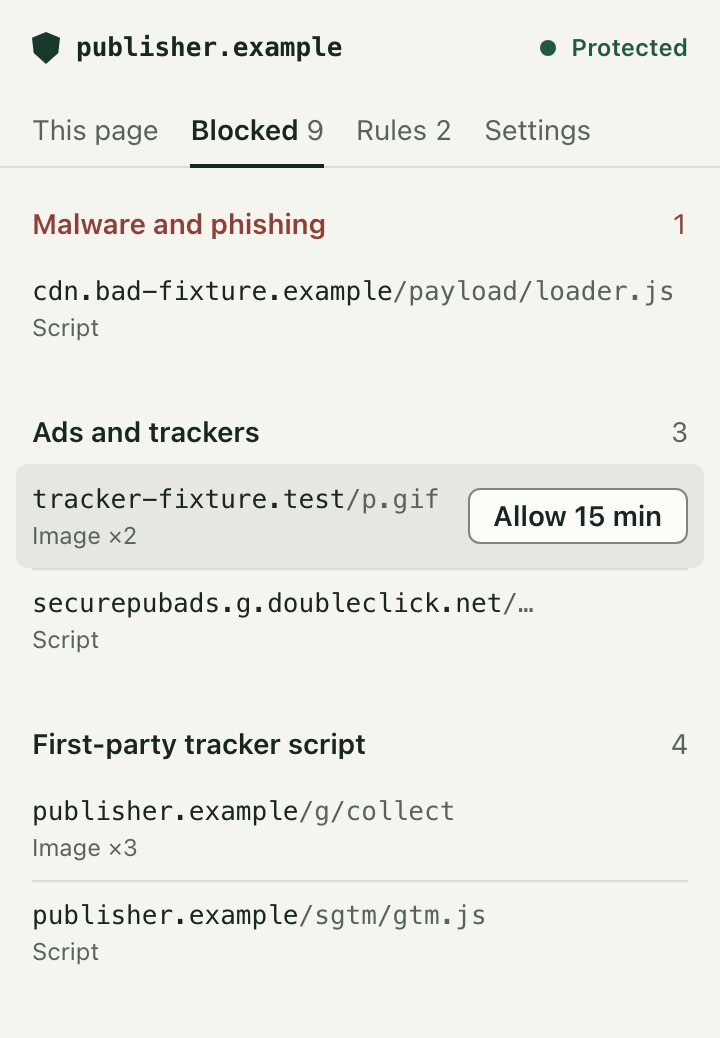 publisher.example
Protected
This page Blocked 9 Rules 2 Settings
Malware and phishing 1
cdn.bad-fixture.example/payload/loader.js
Script
Ads and trackers 3
tracker-fixture.test/p.gif
Image ×2
Allow 15 min
securepubads.g.doubleclick.net/…
Script
First-party tracker script 4
publisher.example/g/collect
Image ×3
publisher.example/sgtm/gtm.js
Script